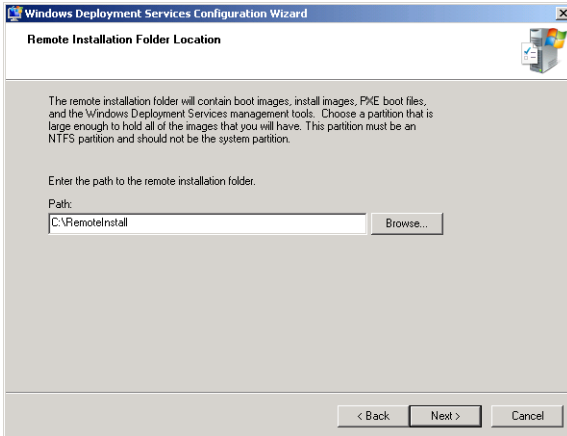 Windows Deployment Services Configuration Wizard
Remote Installation Folder Location
The remote installation folder will contain boot images, install images, PXE boot files,
and the Windows Deployment Services management tools. Choose a partition that is
large enough to hold all of the images that you will have. This partition must be an
NTFS partition and should not be the system partition.
Enter the path to the remote installation folder.
Path:
C:\RemoteInstall
Browse...
< Back
Next >
Cancel